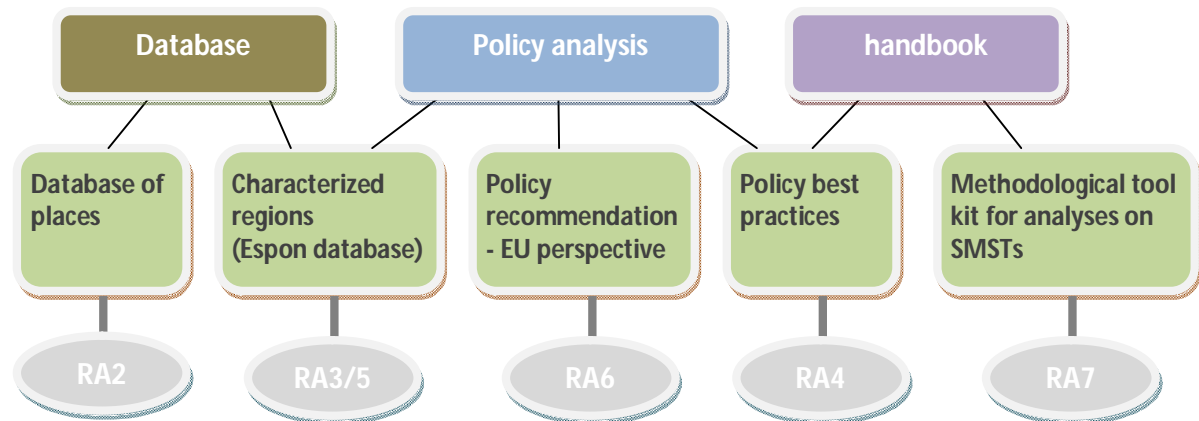 Database
Policy analysis
handbook
Database of
places
Characterized
regions
(Espon database)
Policy
recommendation
- EU perspective
Policy best
practices
Methodological tool
kit for analyses on
SMSTs
RA2
RA3/5
RA6
RA4
RA7